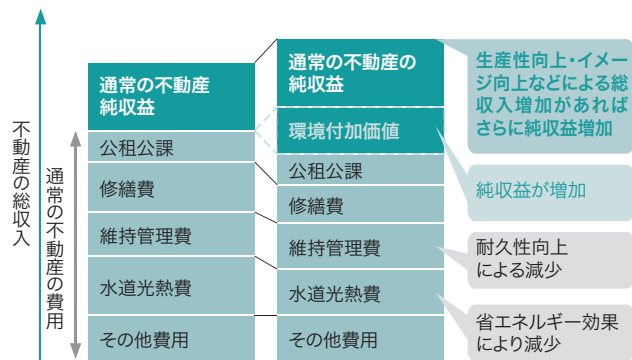 不動産の総収入
通常の不動産の費用
通常の不動産
純収益
公租公課
修繕費
維持管理費
水道光熱費
その他費用
通常の不動産の
純収益
環境付加価値
公租公課
修繕費
維持管理費
水道光熱費
その他費用
生産性向上・イメー
ジ向上などによる総
収入増加があれば
さらに純収益増加
純収益が増加
耐久性向上
による減少
省エネルギー効果
により減少